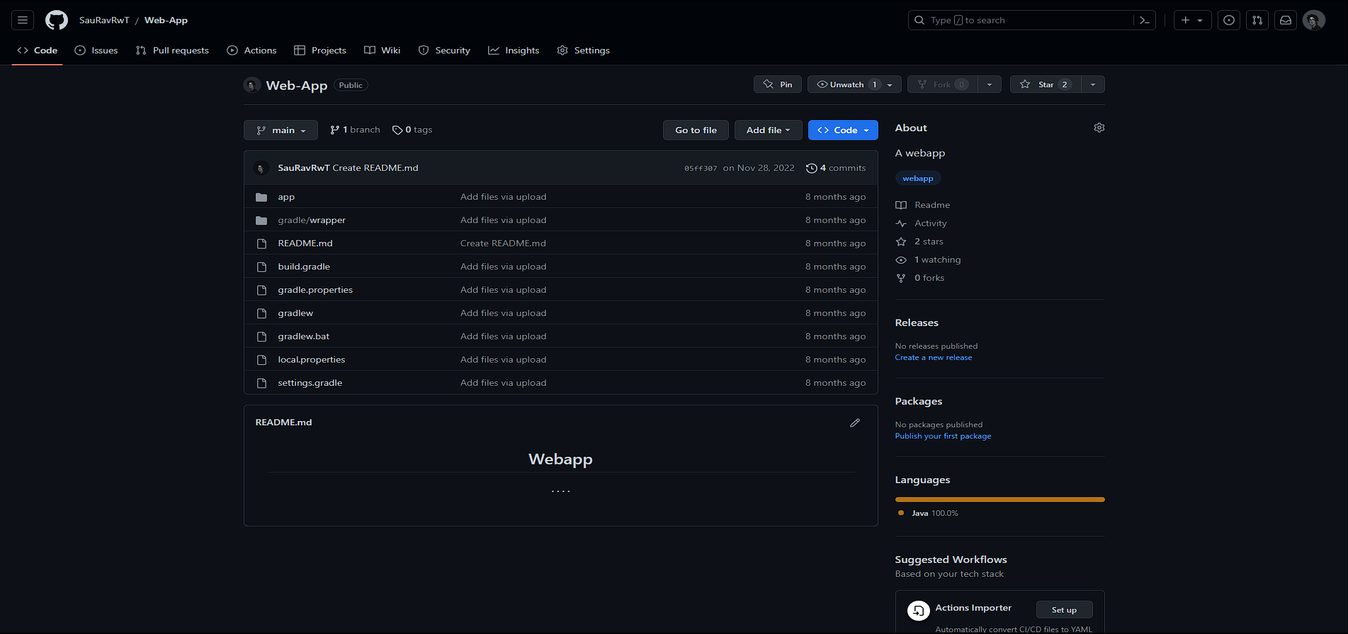 SauRavRwT / Web-App
Type / to search
Code Issues Pull requests Actions Projects Wiki Security Insights Settings
Web-App Public
Pin Unwatch 1 Fork 0 Star 2
main 1 branch 0 tags Go to file Add file Code
SauRavRwT Create README.md 05ff307 on Nov 28, 2022 4 commits
app Add files via upload 8 months ago
gradle/wrapper Add files via upload 8 months ago
README.md Create README.md 8 months ago
build.gradle Add files via upload 8 months ago
gradle.properties Add files via upload 8 months ago
gradlew Add files via upload 8 months ago
gradlew.bat Add files via upload 8 months ago
local.properties Add files via upload 8 months ago
settings.gradle Add files via upload 8 months ago
README.md
Webapp
....
About
A webapp
webapp
Readme
Activity
2 stars
1 watching
0 forks
Releases
No releases published
Create a new release
Packages
No packages published
Publish your first package
Languages
Java 100.0%
Suggested Workflows
Based on your tech stack
Actions Importer Set up
Automatically convert CI/CD files to YAML